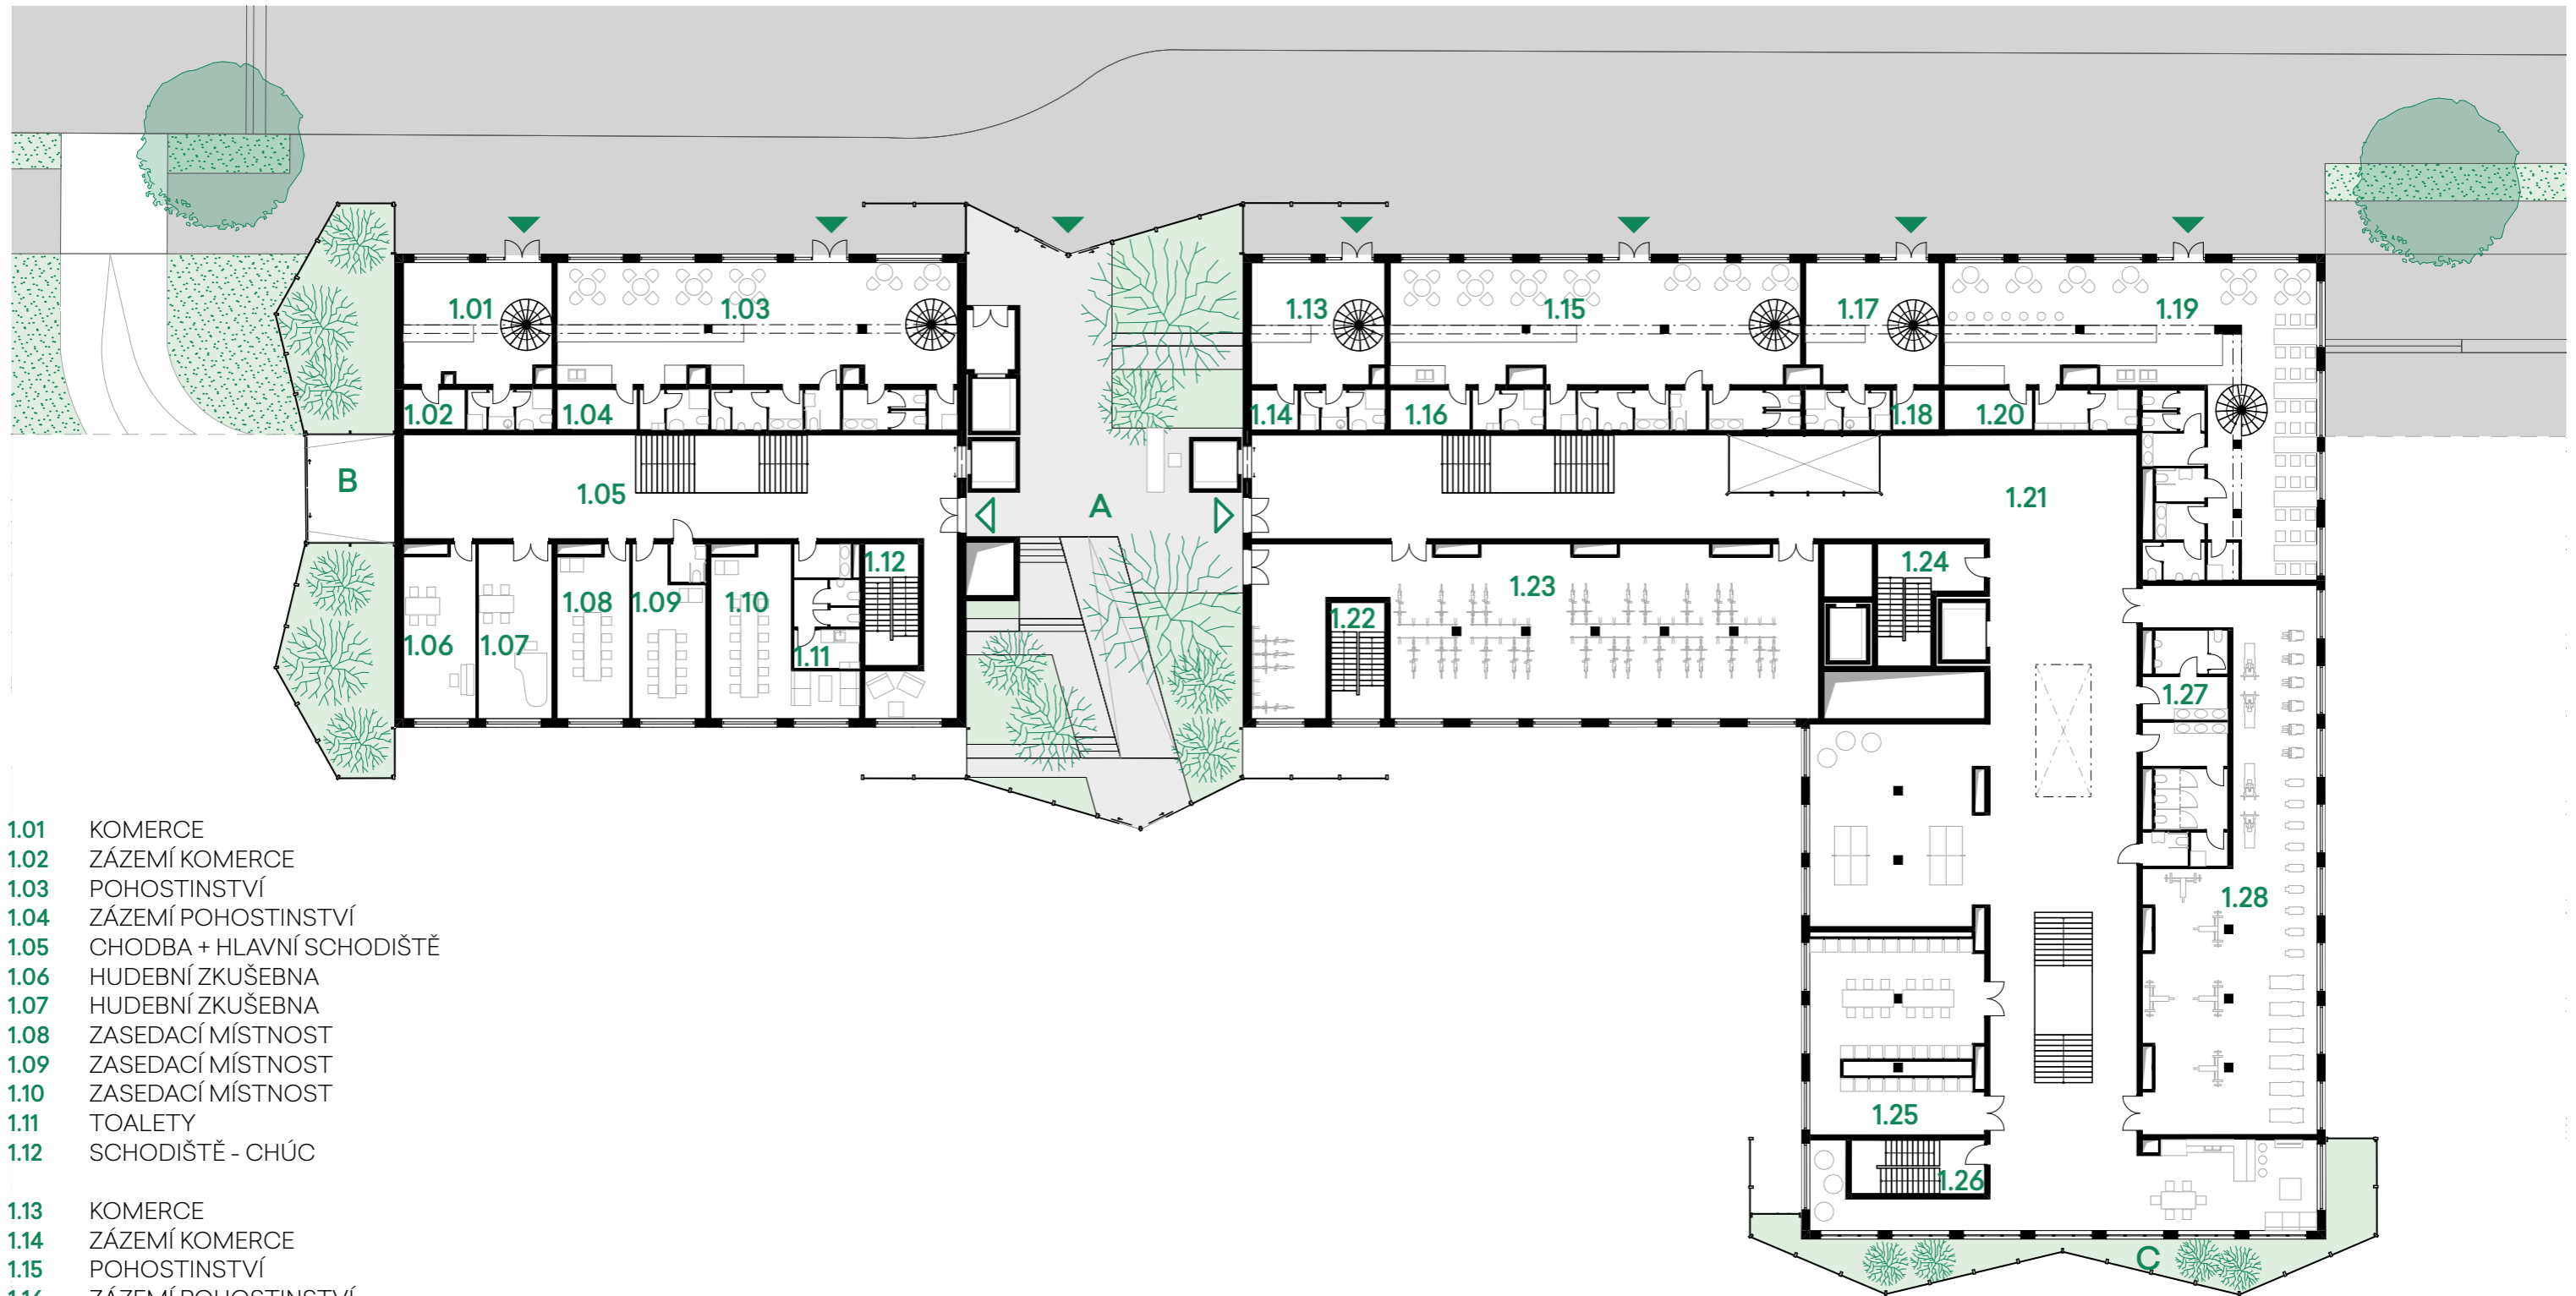 1.01
1.03
1.13
1.15
1.17
1.19
1.02
1.04
1.14
1.16
1.18
1.20
B
1.05
A
1.21
1.12
1.24
1.23
1.08
1.09
1.10
1.22
1.06
1.07
1.11
1.27
1.28
1.25
1.26
C
1.01 KOMERCE
1.02 ZÁZEMÍ KOMERCE
1.03 POHOSTINSTVÍ
1.04 ZÁZEMÍ POHOSTINSTVÍ
1.05 CHODBA + HLAVNÍ SCHODIŠTĚ
1.06 HUDEBNÍ ZKUŠEBNA
1.07 HUDEBNÍ ZKUŠEBNA
1.08 ZASEDACÍ MÍSTNOST
1.09 ZASEDACÍ MÍSTNOST
1.10 ZASEDACÍ MÍSTNOST
1.11 TOALETY
1.12 SCHODIŠTĚ - CHÚC
1.13 KOMERCE
1.14 ZÁZEMÍ KOMERCE
1.15 POHOSTINSTVÍ
1.16 ZÁZEMÍ POHOSTINSTVÍ